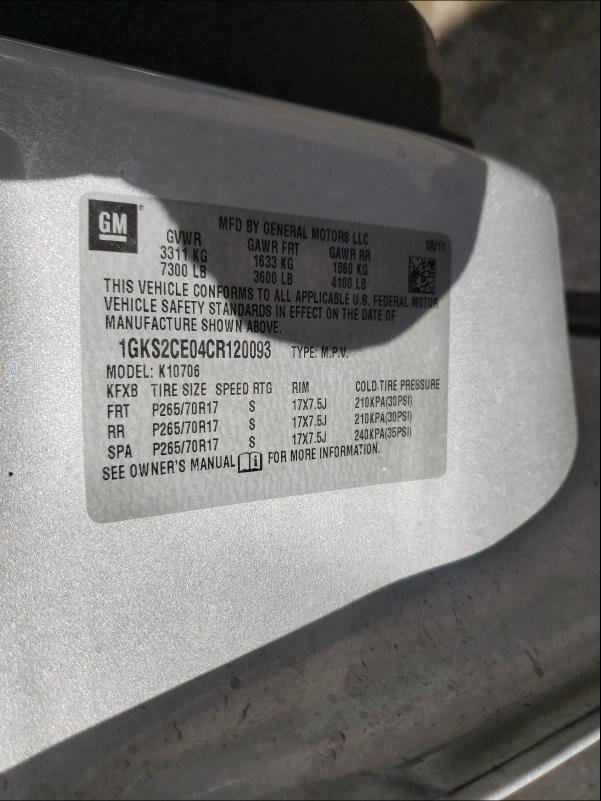 GM
MFD BY GENERAL MOTORS LLC 08/11
GVWR GAWR FRT GAWR RR
3311 KG 1633 KG 1860 KG
7300 LB 3600 LB 4100 LB
THIS VEHICLE CONFORMS TO ALL APPLICABLE U.S. FEDERAL MOTOR
VEHICLE SAFETY STANDARDS IN EFFECT ON THE DATE OF
MANUFACTURE SHOWN ABOVE.
1GKS2CE04CR120093 TYPE: M.P.V.
MODEL: K10706
KFXB TIRE SIZE SPEED RTG RIM COLD TIRE PRESSURE
FRT P265/70R17 S 17X7.5J 210KPA(30PSI)
RR P265/70R17 S 17X7.5J 210KPA(30PSI)
SPA P265/70R17 S 17X7.5J 240KPA(35PSI)
SEE OWNER'S MANUAL FOR MORE INFORMATION.